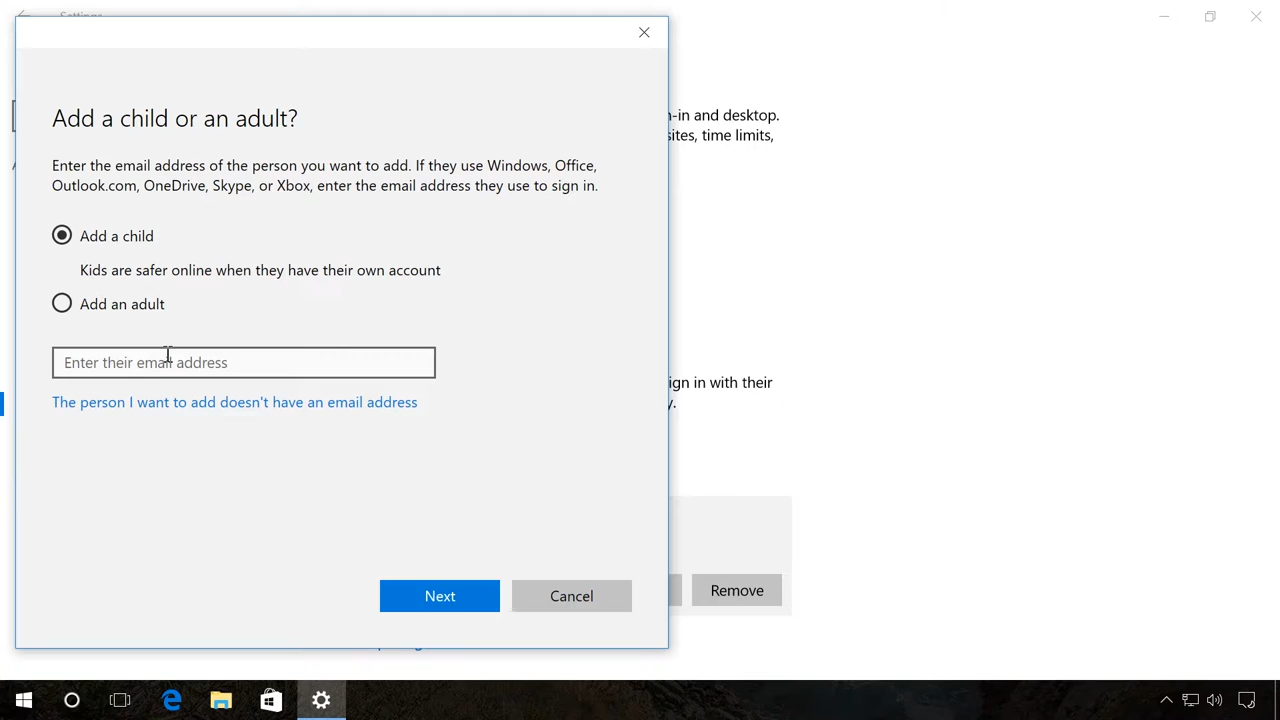 Settings
Add a child or an adult?
Enter the email address of the person you want to add. If they use Windows, Office,
Outlook.com, OneDrive, Skype, or Xbox, enter the email address they use to sign in.
Add a child
Kids are safer online when they have their own account
Add an adult
Enter their email address
The person I want to add doesn't have an email address
Next
Cancel
-in and desktop.
sites, time limits,
ign in with their
y.
Remove